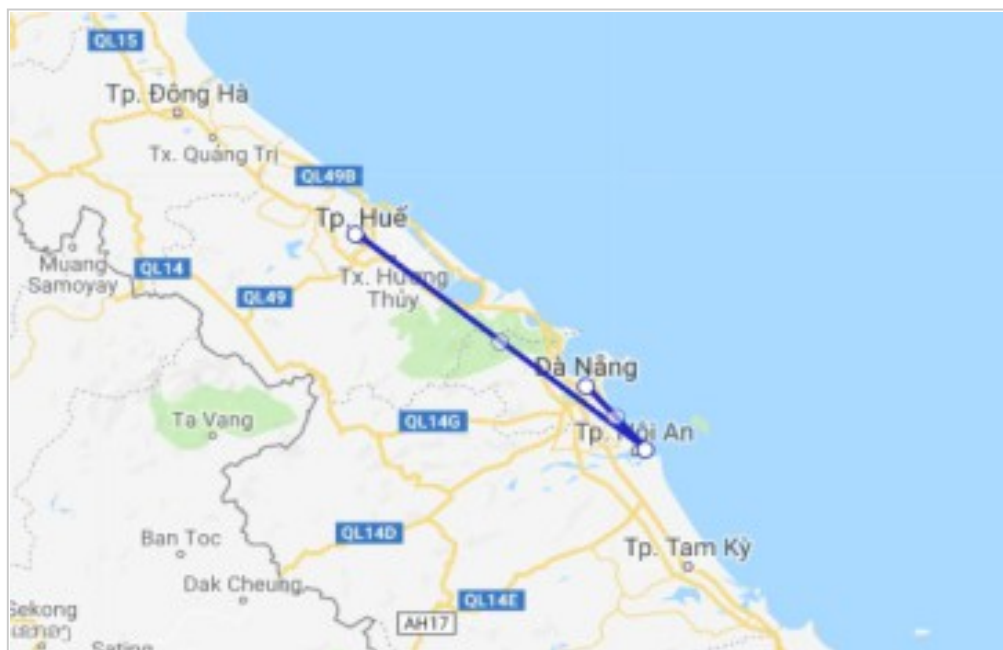 QL15
Tp. Đông Hà
Tx. Quảng Trị
QL49B
Tp. Huế
Muang
Samoyay
QL14
QL49
Tx. Hương
Thủy
Đà Nẵng
Ta Vang
QL14G
Tp. Hội An
QL14D
Ban Toc
Tp. Tam Kỳ
Dak Cheung
QL14E
Sekong
AH17